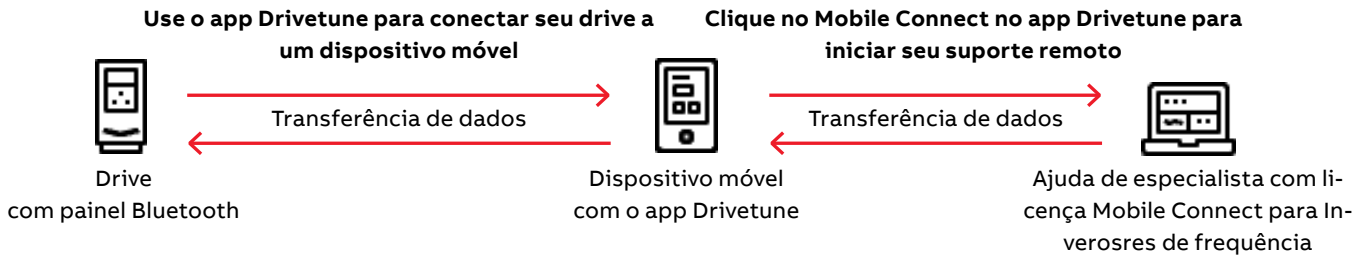 Use o app Drivetune para conectar seu drive a
um dispositivo móvel
Clique no Mobile Connect no app Drivetune para
iniciar seu suporte remoto
Transferência de dados
Transferência de dados
Drive
com painel Bluetooth
Dispositivo móvel
com o app Drivetune
Ajuda de especialista com li-
cença Mobile Connect para In-
verosres de frequência